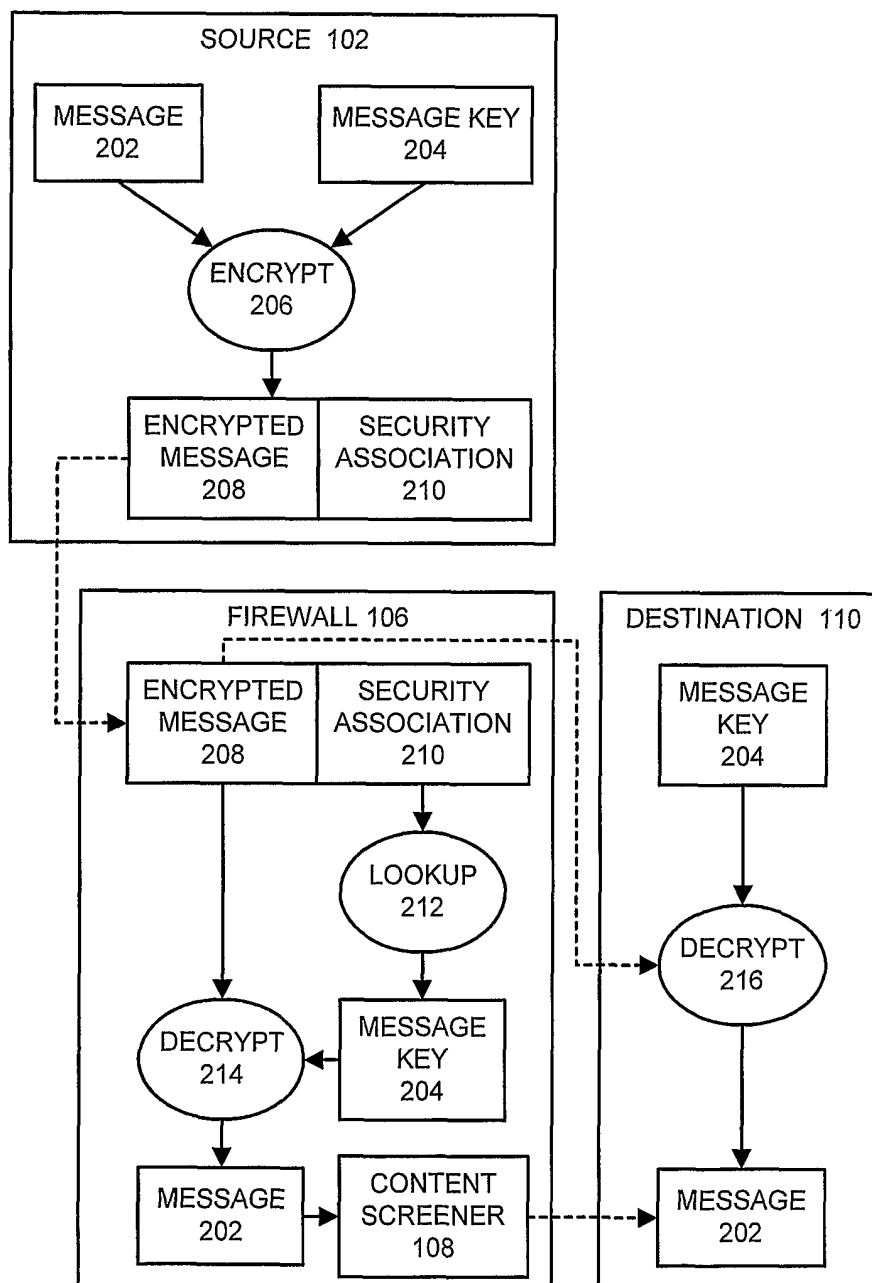 SOURCE 102
MESSAGE
202
MESSAGE KEY
204
ENCRYPT
206
ENCRYPTED
MESSAGE
208
SECURITY
ASSOCIATION
210
FIREWALL 106
ENCRYPTED
MESSAGE
208
SECURITY
ASSOCIATION
210
LOOKUP
212
DECRYPT
214
MESSAGE
KEY
204
MESSAGE
202
CONTENT
SCREENER
108
DESTINATION 110
MESSAGE
KEY
204
DECRYPT
216
MESSAGE
202